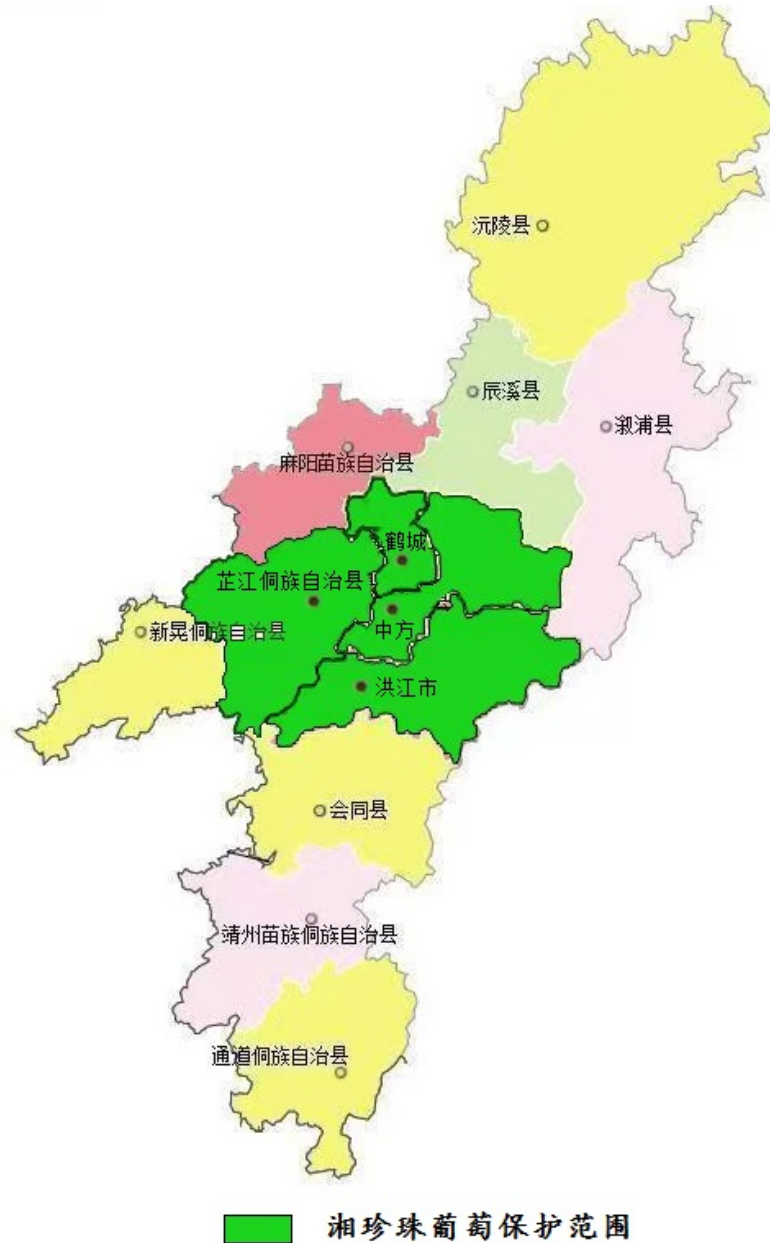 沅陵县
辰溪县
溆浦县
麻阳苗族自治县
鹤城
芷江侗族自治县
中方
新晃侗族自治县
洪江市
会同县
靖州苗族侗族自治县
通道侗族自治县
湘珍珠葡萄保护范围